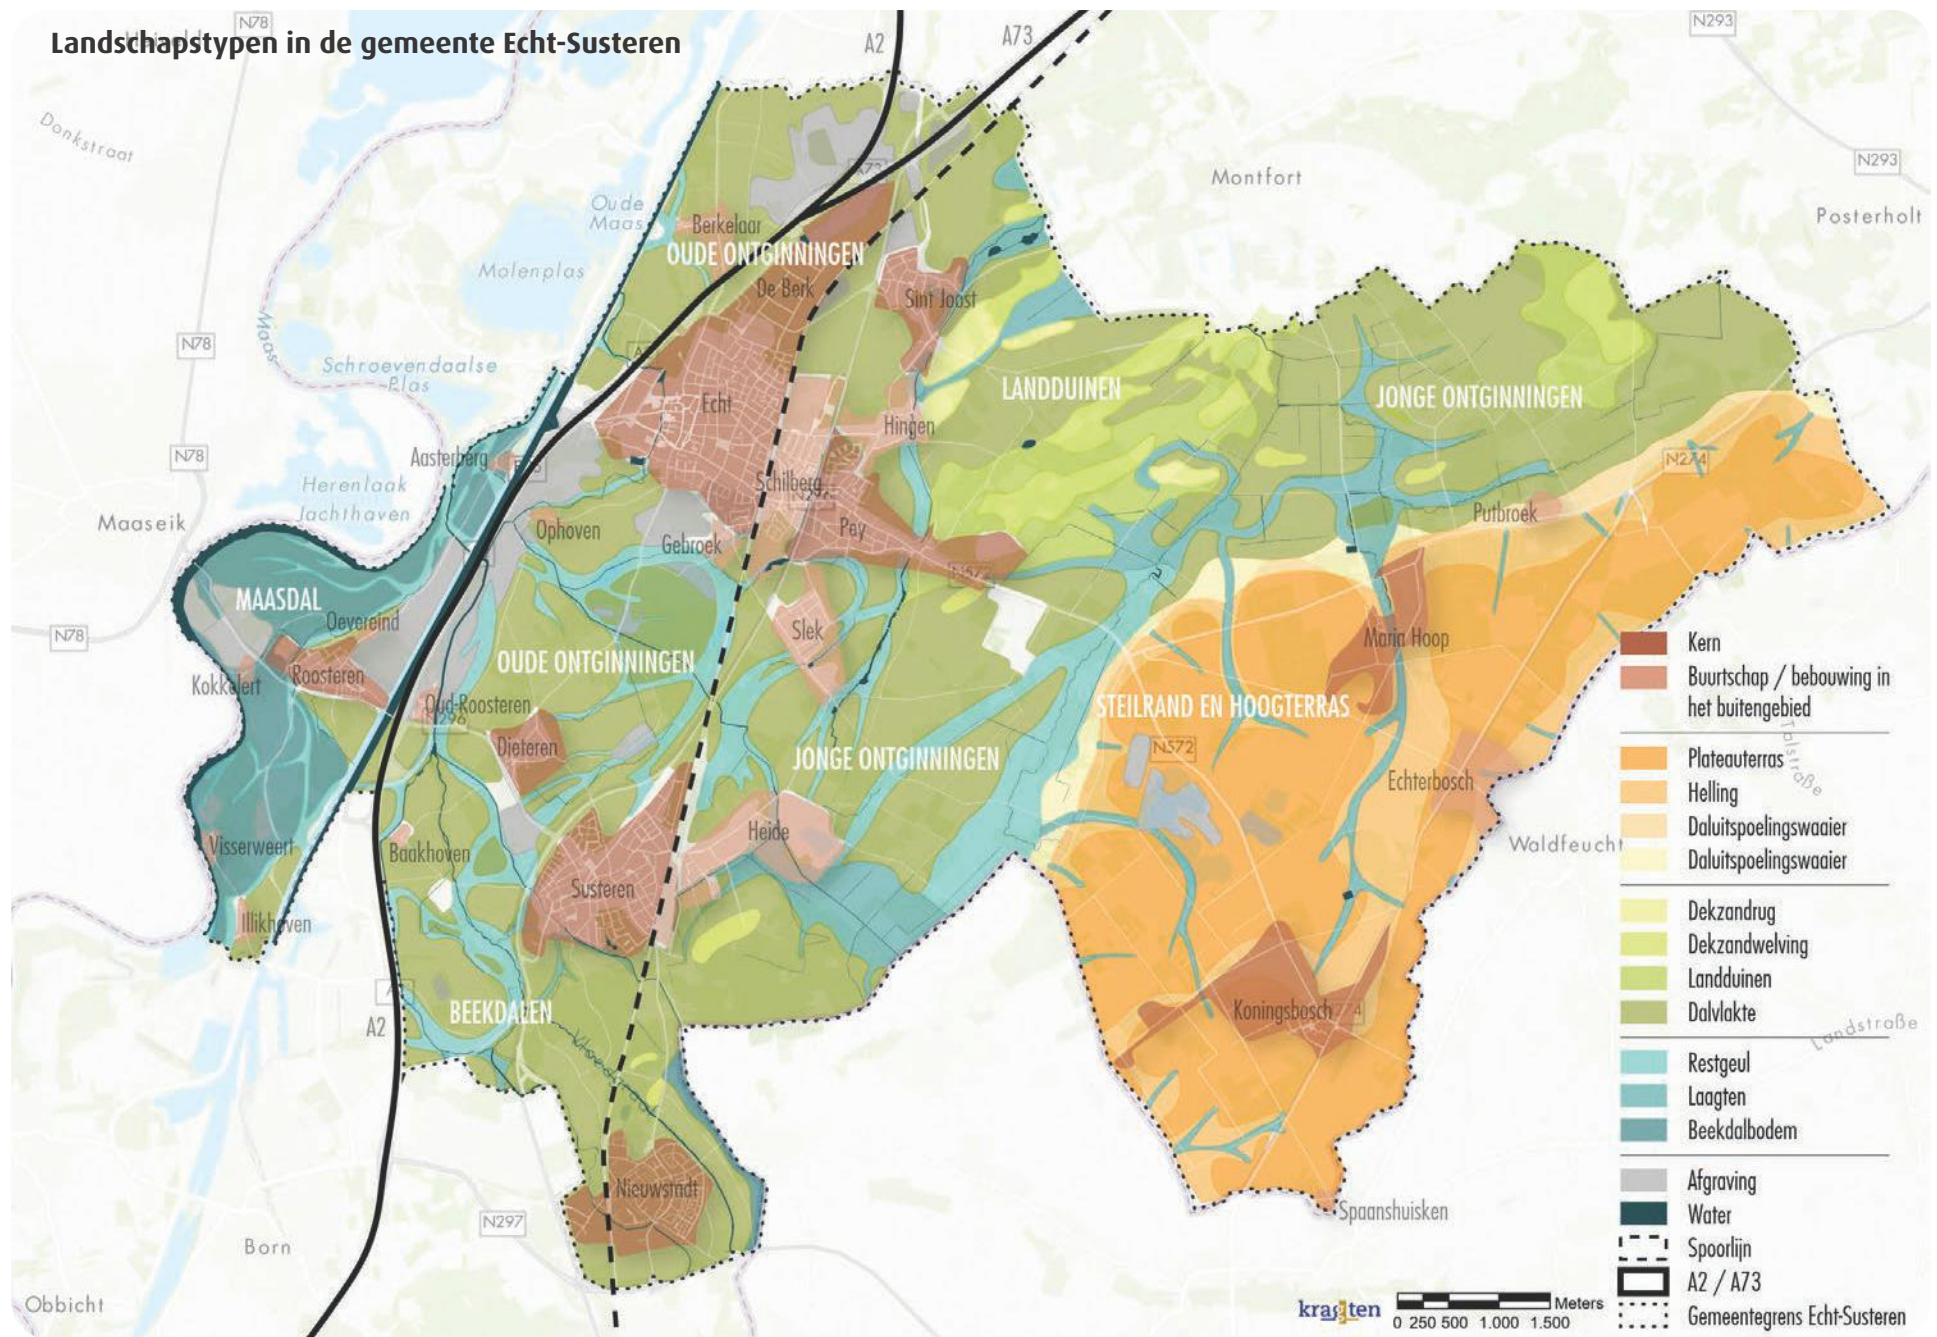 Landschapstypen in de gemeente Echt-Susteren
N78
A2
A73
N293
Donkstraat
Montfort
N293
Posterholt
Oude
Maas
Berkelaar
OUDE ONTGINNINGEN
Molenplas
De Berk
Sint Joost
Maas
N78
Schroevendaalse
Plas
LANDDUINEN
JONGE ONTGINNINGEN
Echt
Hingen
Aasterberg
N78
N274
Herenlaak
Jachthaven
Schilberg
Maaseik
Putbroek
Ophoven
Gebroek
Pey
N572
MAASDAL
Oevereind
Slek
Maria Hoop
N78
OUDE ONTGINNINGEN
Roosteren
Kokkelert
Oud-Roosteren
N296
STEILRAND EN HOOGTERRAS
Dieteren
JONGE ONTGINNINGEN
N572
Echterbosch
Talstraße
Heide
Visserweert
Baakhoven
Waldfeucht
Susteren
Illikhoven
BEEKDALEN
Koningsbosch
A2
Landstraße
Nieuwstadt
Spaanshuisken
N297
Born
Obbicht
Kern
Buurtschap / bebouwing in
het buitengebied
Plateauterras
Helling
Daluitspoelingswaaier
Daluitspoelingswaaier
Dekzandrug
Dekzandwelving
Landduinen
Dalvlakte
Restgeul
Laagten
Beekdalbodem
Afgraving
Water
Spoorlijn
A2 / A73
Gemeentegrens Echt-Susteren
kragten
Meters
0 250 500 1.000 1.500